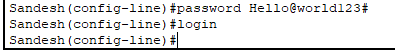 Sandesh(config-line)#password Hello@world123#
Sandesh(config-line)#login
Sandesh(config-line)#